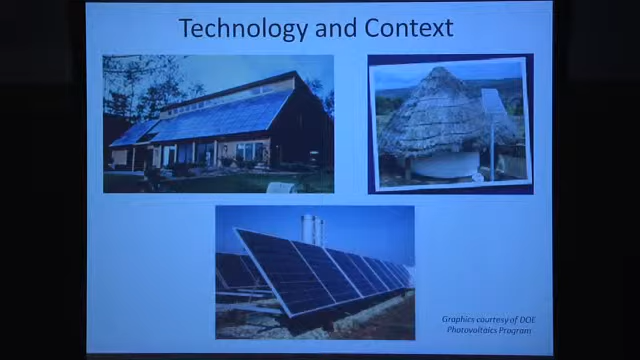 Technology and Context
Graphics courtesy of DOE
Photovoltaics Program